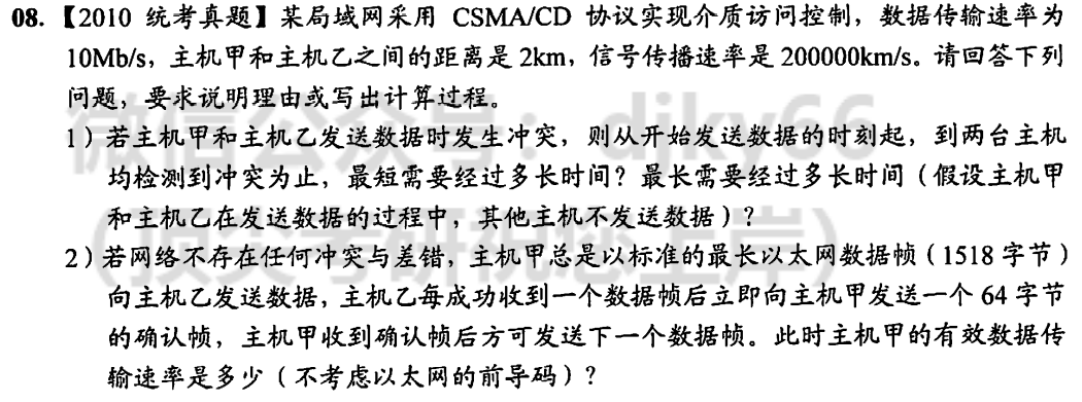 08.【2010 统考真题】某局域网采用 CSMA/CD 协议实现介质访问控制，数据传输速率为
10Mb/s，主机甲和主机乙之间的距离是 2km，信号传播速率是 200000km/s。请回答下列
问题，要求说明理由或写出计算过程。
1）若主机甲和主机乙发送数据时发生冲突，则从开始发送数据的时刻起，到两台主机
均检测到冲突为止，最短需要经过多长时间？最长需要经过多长时间（假设主机甲
和主机乙在发送数据的过程中，其他主机不发送数据）？
2）若网络不存在任何冲突与差错，主机甲总是以标准的最长以太网数据帧（1518 字节）
向主机乙发送数据，主机乙每成功收到一个数据帧后立即向主机甲发送一个 64 字节
的确认帧，主机甲收到确认帧后方可发送下一个数据帧。此时主机甲的有效数据传
输速率是多少（不考虑以太网的前导码）？